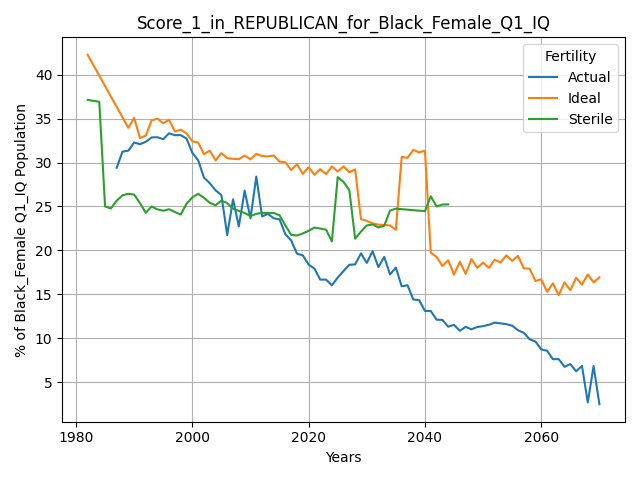 Score_1_in_REPUBLICAN_for_Black_Female_Q1_IQ
% of Black_Female Q1_IQ Population
40
35
30
25
20
15
10
5
1980
2000
2020
2040
2060
Years
Fertility
Actual
Ideal
Sterile